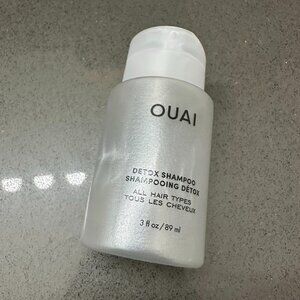 OUAI
DETOX SHAMPOO
SHAMPOOING DÉTOX
ALL HAIR TYPES
TOUS LES CHEVEUX
3 fl oz / 89 ml